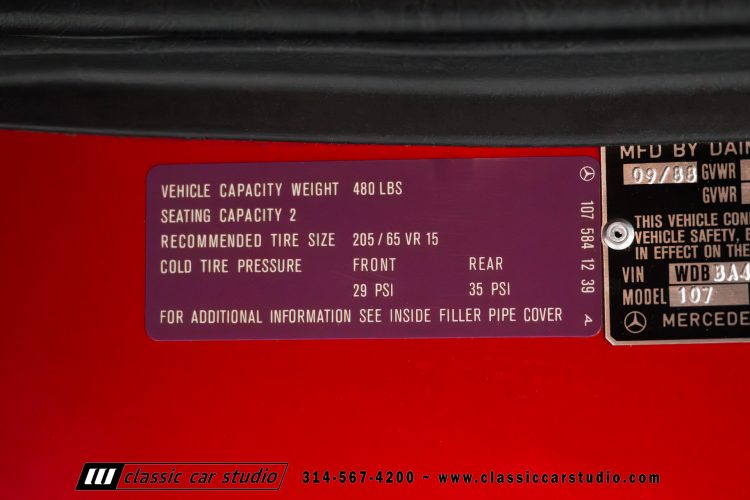 VEHICLE CAPACITY WEIGHT 480 LBS
SEATING CAPACITY 2
RECOMMENDED TIRE SIZE 205 / 65 VR 15
COLD TIRE PRESSURE FRONT REAR
29 PSI 35 PSI
FOR ADDITIONAL INFORMATION SEE INSIDE FILLER PIPE COVER
107 584 12 39 A
MFD BY DAI
09/88 GVWR
GVWR
THIS VEHICLE CON
VEHICLE SAFETY,
IN EFFECT ON THE
VIN WDB BA4
MODEL 107
MERCEDE
classic car studio 314-567-4200 ~ www.classiccarstudio.com